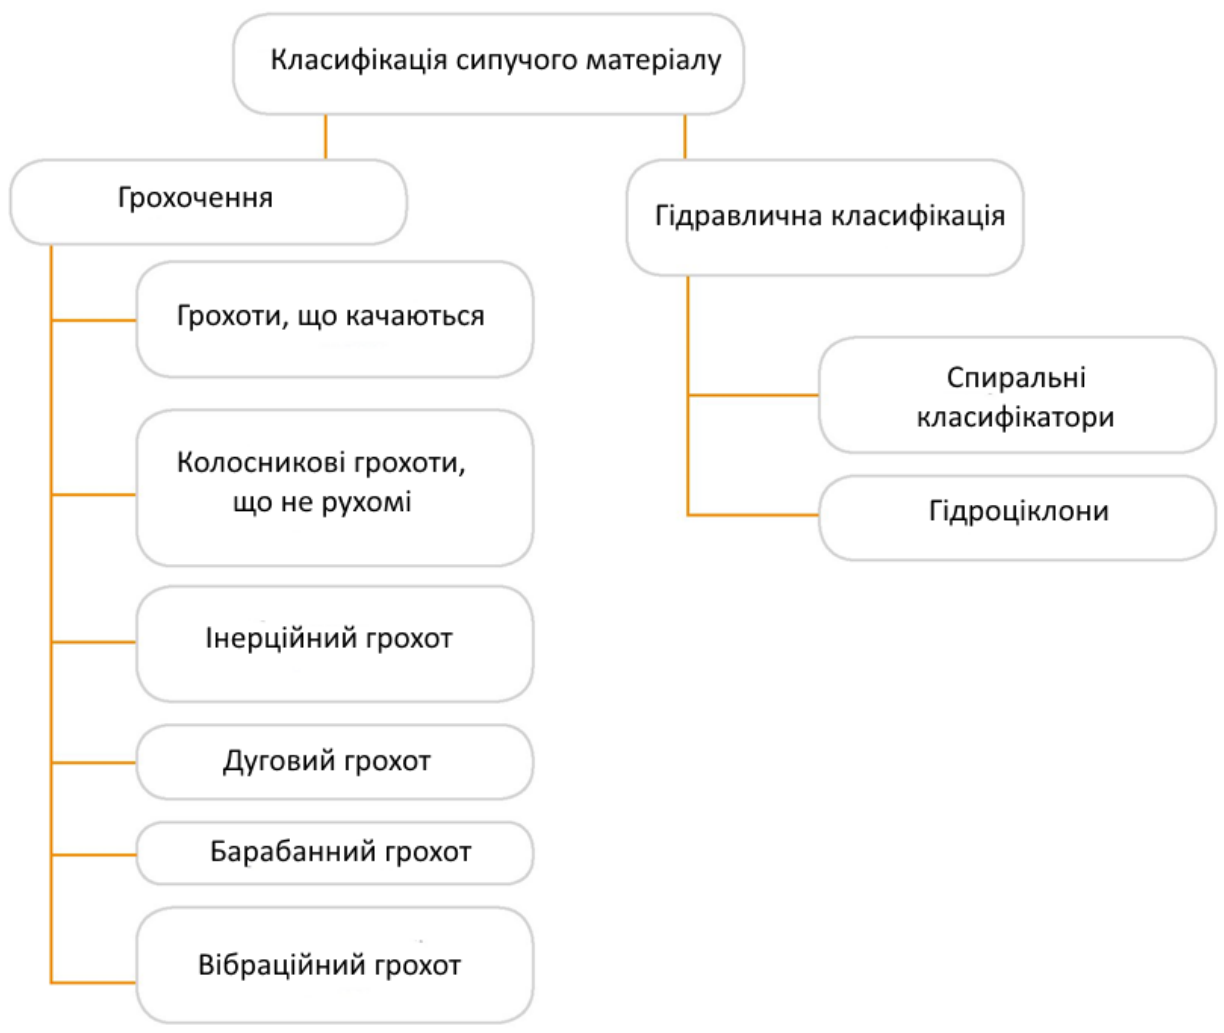 Класифікація сипучого матеріалу
Грохочення
Гідравлична класифікація
Грохоти, що качаються
Колосникові грохоти,
що не рухомі
Інерційний грохот
Дуговий грохот
Барабанний грохот
Вібраційний грохот
Спиральні
класифікатори
Гідроціклони